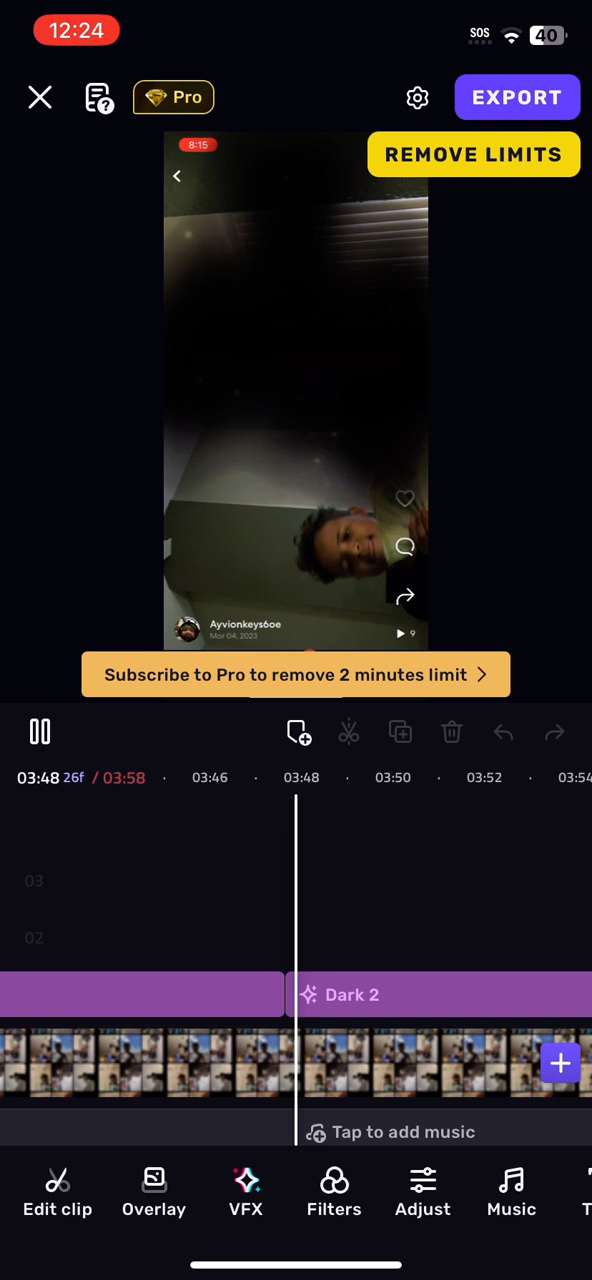 12:24
SOS
40
Pro
EXPORT
REMOVE LIMITS
8:15
Ayvionkeys6oe
Mar 04, 2023
9
Subscribe to Pro to remove 2 minutes limit
03:48 26f / 03:58 · 03:46 · 03:48 · 03:50 · 03:52 · 03:54
03
02
Dark 2
Tap to add music
Edit clip
Overlay
VFX
Filters
Adjust
Music